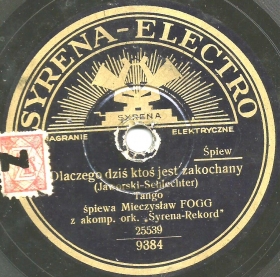 SYRENA-ELECTRO
SYRENA
NAGRANIE ELEKTRYCZNE
Śpiew
Dlaczego dziś ktoś jest zakochany
(Jaworski-Schlechter)
Tango
śpiewa Mieczysław FOGG
z akomp. ork. „Syrena-Rekord”
25539
9384